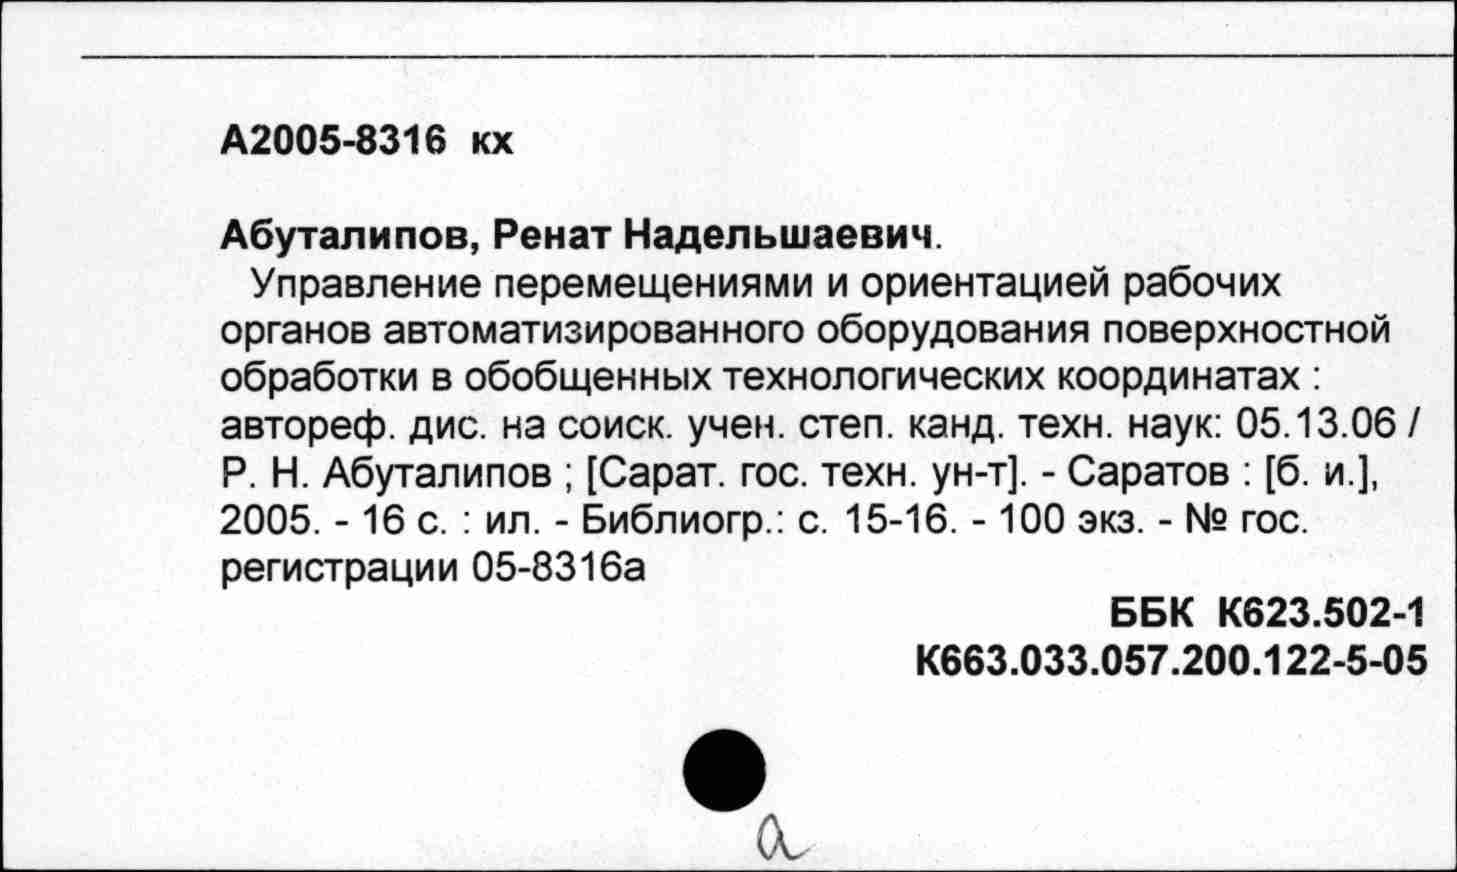 А2005-8316 кх
Абуталипов, Ренат Надельшаевич.
Управление перемещениями и ориентацией рабочих
органов автоматизированного оборудования поверхностной
обработки в обобщенных технологических координатах :
автореф. дис. на соиск. учен. степ. канд. техн. наук: 05.13.06 /
Р. Н. Абуталипов ; [Сарат. гос. техн. ун-т]. - Саратов : [б. и.],
2005. - 16 с. : ил. - Библиогр.: с. 15-16. - 100 экз. - № гос.
регистрации 05-8316а
ББК К623.502-1
К663.033.057.200.122-5-05
а